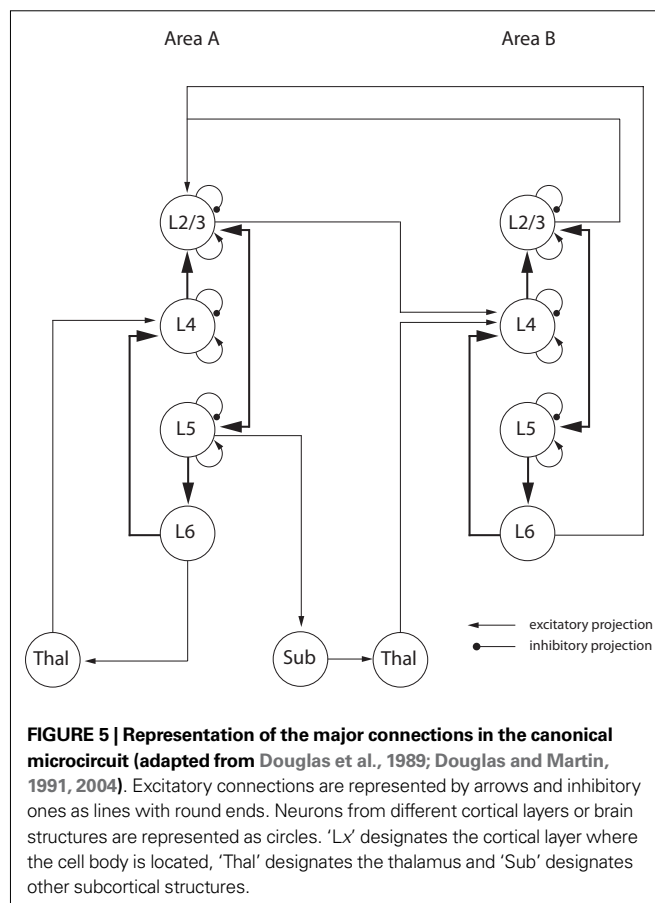 Area A Area B
L2/3 L2/3
L4 L4
L5 L5
L6 L6
excitatory projection
inhibitory projection
Thal Sub Thal
FIGURE 5 | Representation of the major connections in the canonical
microcircuit (adapted from Douglas et al., 1989; Douglas and Martin,
1991, 2004). Excitatory connections are represented by arrows and inhibitory
ones as lines with round ends. Neurons from different cortical layers or brain
structures are represented as circles. ‘Lx’ designates the cortical layer where
the cell body is located, ‘Thal’ designates the thalamus and ‘Sub’ designates
other subcortical structures.